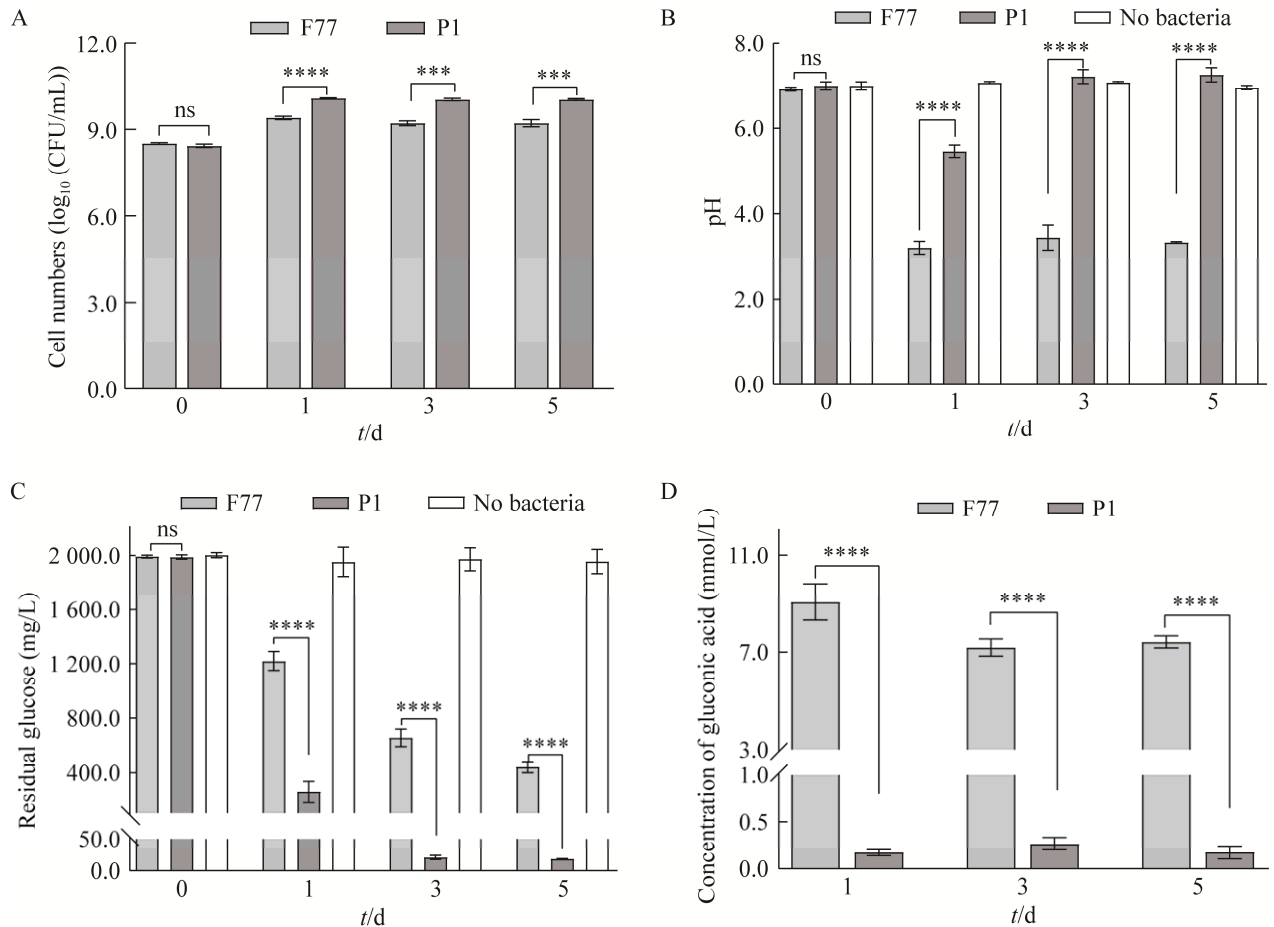 A
F77 P1
Cell numbers (log10 (CFU/mL))
12.0
9.0
6.0
3.0
0.0
ns
****
***
***
0 1 3 5
t/d
B
F77 P1 No bacteria
pH
8.0
6.0
4.0
2.0
0.0
ns
****
****
****
0 1 3 5
t/d
C
F77 P1 No bacteria
Residual glucose (mg/L)
2 000.0
1 600.0
1200.0
800.0
400.0
50.0
0.0
ns
****
****
****
0 1 3 5
t/d
D
F77 P1
Concentration of gluconic acid (mmol/L)
11.0
7.0
3.0
1.0
0.5
0.0
****
****
****
1 3 5
t/d